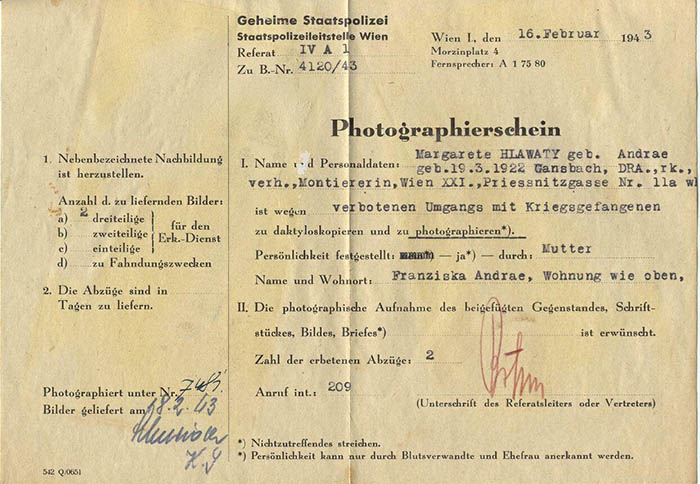 Geheime Staatspolizei
Staatspolizeileitstelle Wien
Referat IV A 1
Zu B.-Nr. 4120/43
Wien I., den 16.Februar 1943
Morzinplatz 4
Fernsprecher: A 1 75 80
Photographierschein
1. Nebenbezeichnete Nachbildung
ist herzustellen.
Anzahl d. zu liefernden Bilder:
a) 2 dreiteilige
b) zweiteilige
c) einteilige
für den
Erk.-Dienst
d) zu Fahndungszwecken
2. Die Abzüge sind in
Tagen zu liefern.
Photographiert unter Nr.
Bilder geliefert am 18.2.43
I. Name und Personaldaten: Margarete HLAWATY geb. Andrae
geb.19.3.1922 Gansbach, DRA.,rk.,
verh.,Montiererin,Wien XXI.,Priessnitzgasse Nr. 11a wh
ist wegen verbotenen Umgangs mit Kriegsgefangenen
zu daktyloskopieren und zu photographieren*).
Persönlichkeit festgestellt: — ja*) — durch: Mutter
Name und Wohnort: Franziska Andrae, Wohnung wie oben,
II. Die photographische Aufnahme des beigefügten Gegenstandes, Schrift-
stückes, Bildes, Briefes*) ist erwünscht.
Zahl der erbetenen Abzüge: 2
Anruf int.: 209
(Unterschrift des Referatsleiters oder Vertreters)
*) Nichtzutreffendes streichen.
*) Persönlichkeit kann nur durch Blutsverwandte und Ehefrau anerkannt werden.
542 Q/0651